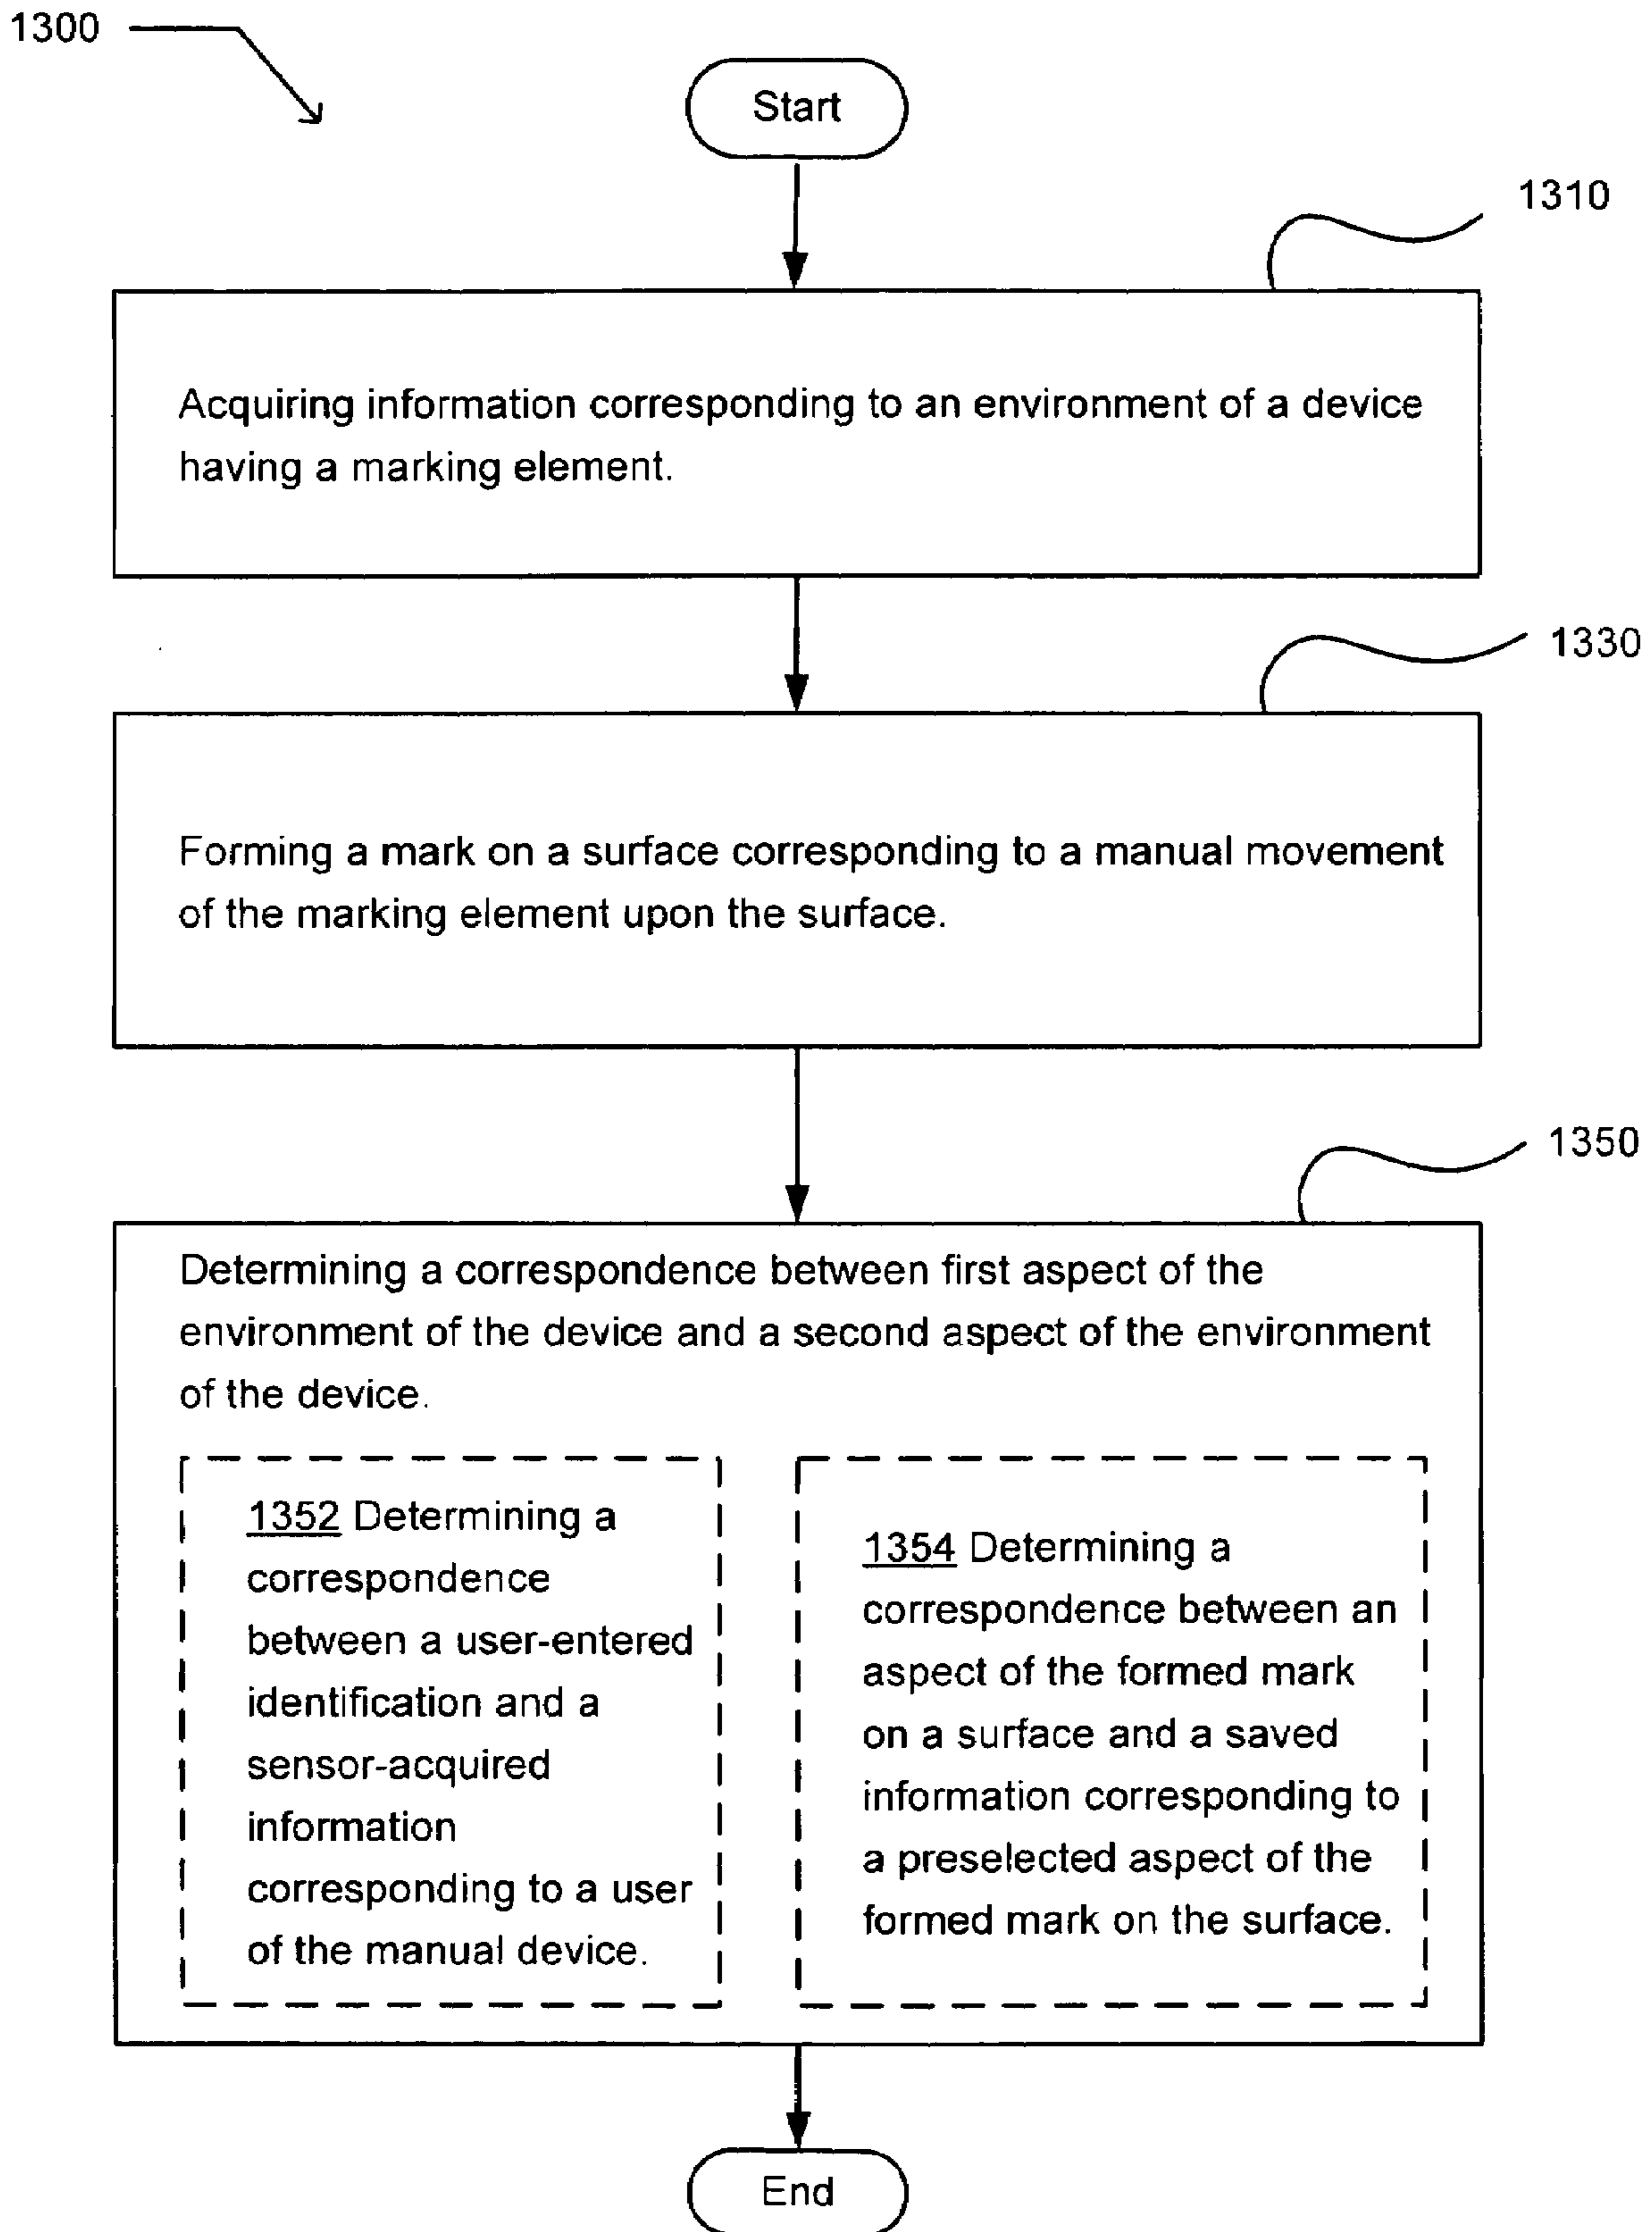 1300
Start
1310
Acquiring information corresponding to an environment of a device
having a marking element.
1330
Forming a mark on a surface corresponding to a manual movement
of the marking element upon the surface.
1350
Determining a correspondence between first aspect of the
environment of the device and a second aspect of the environment
of the device.
1352 Determining a
correspondence
between a user-entered
identification and a
sensor-acquired
information
corresponding to a user
of the manual device.
1354 Determining a
correspondence between an
aspect of the formed mark
on a surface and a saved
information corresponding to
a preselected aspect of the
formed mark on the surface.
End